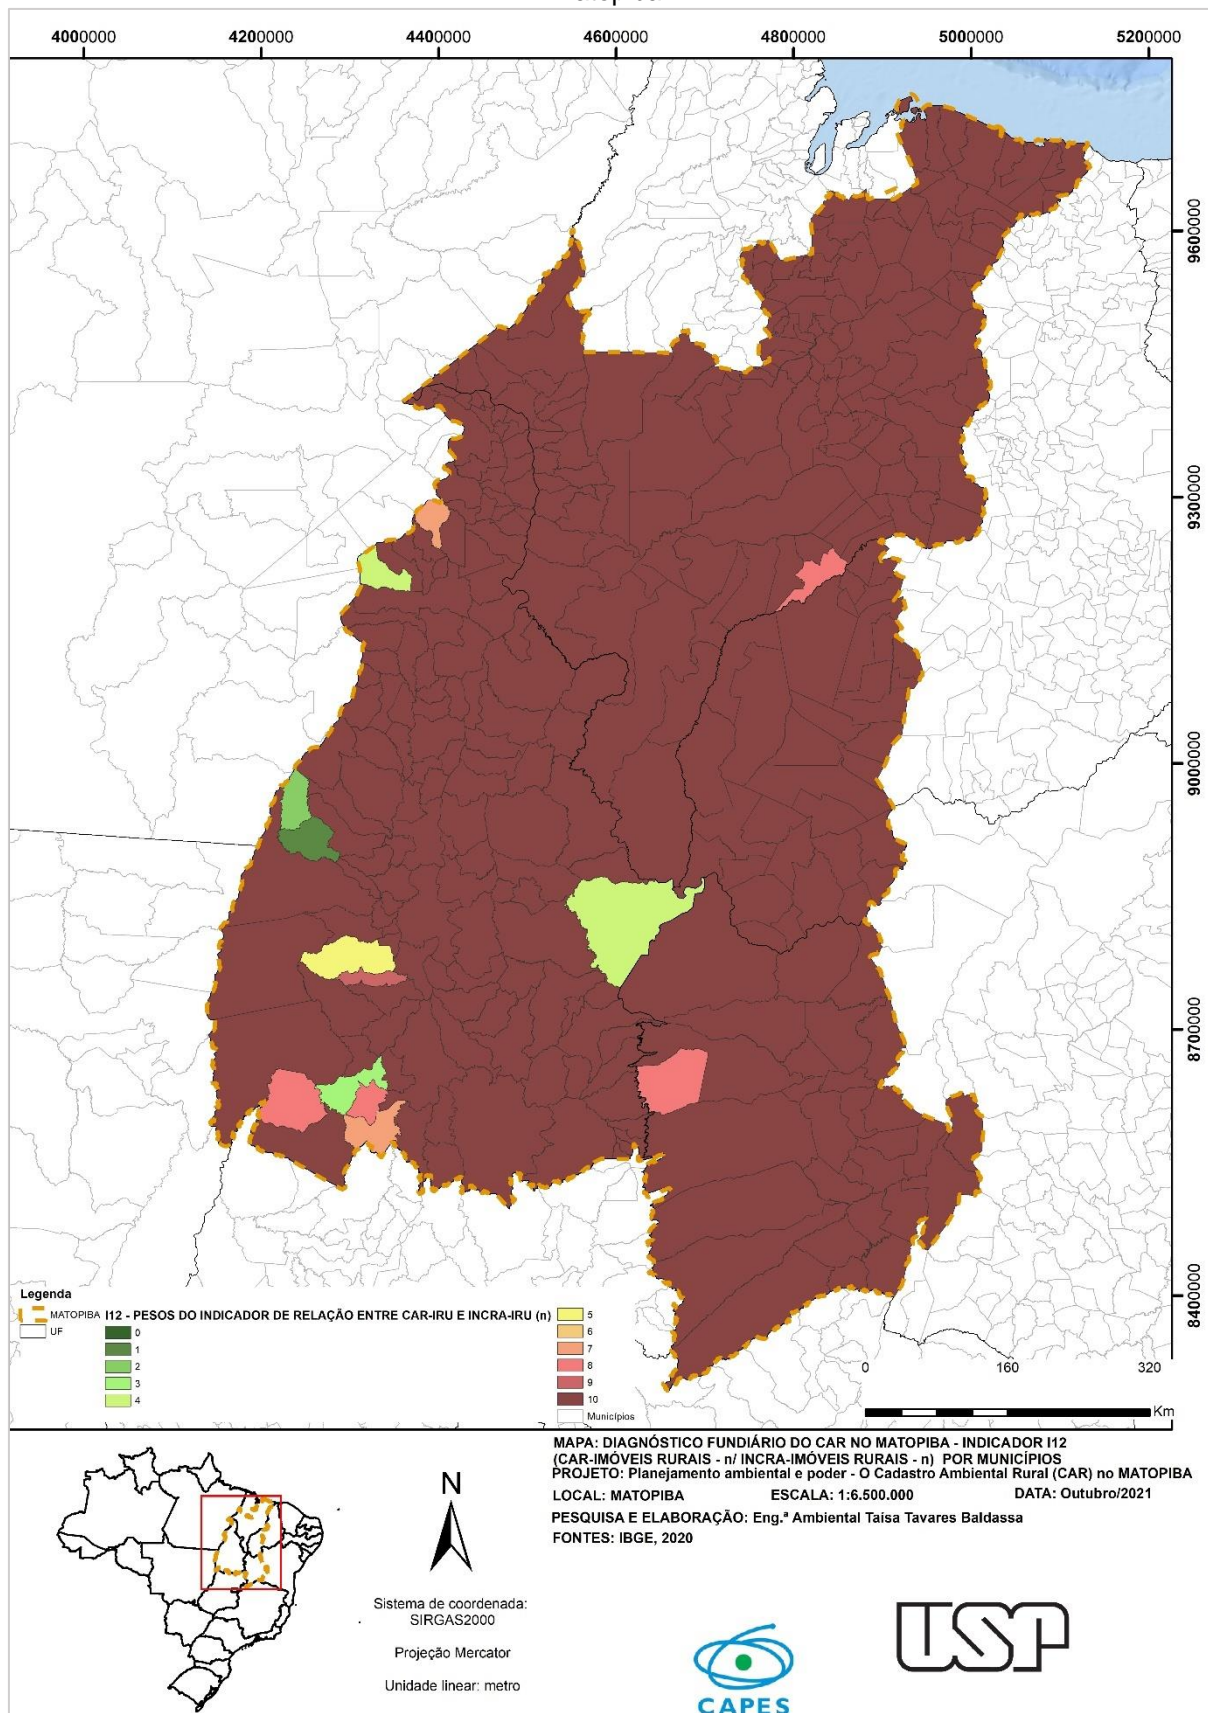 4000000 4200000 4400000 4600000 4800000 5000000 5200000
9600000
9300000
9000000
8700000
8400000
Legenda
MATOPIBA
UF
I12 - PESOS DO INDICADOR DE RELAÇÃO ENTRE CAR-IRU E INCRA-IRU (n)
0
1
2
3
4
5
6
7
8
9
10
Municípios
0 160 320
Km
MAPA: DIAGNÓSTICO FUNDIÁRIO DO CAR NO MATOPIBA - INDICADOR I12
(CAR-IMÓVEIS RURAIS - n/ INCRA-IMÓVEIS RURAIS - n) POR MUNICÍPIOS
PROJETO: Planejamento ambiental e poder - O Cadastro Ambiental Rural (CAR) no MATOPIBA
LOCAL: MATOPIBA ESCALA: 1:6.500.000 DATA: Outubro/2021
PESQUISA E ELABORAÇÃO: Eng.ª Ambiental Taisa Tavares Baldassa
FONTES: IBGE, 2020
N
Sistema de coordenada:
SIRGAS2000
Projeção Mercator
Unidade linear: metro
CAPES
USP